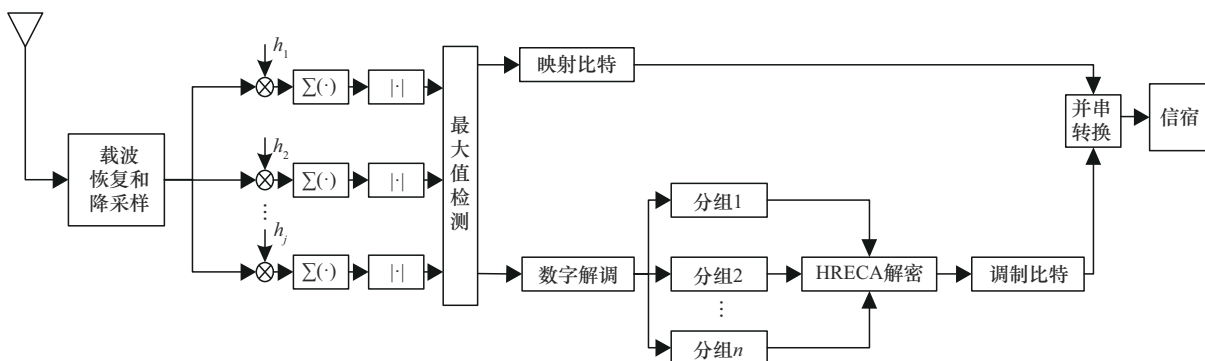 载波
恢复和
降采样
h1
∑(·)
|·|
h2
∑(·)
|·|
⋮
hj
∑(·)
|·|
最大值检测
映射比特
数字解调
分组1
分组2
⋮
分组n
HRECA解密
调制比特
并串
转换
信宿